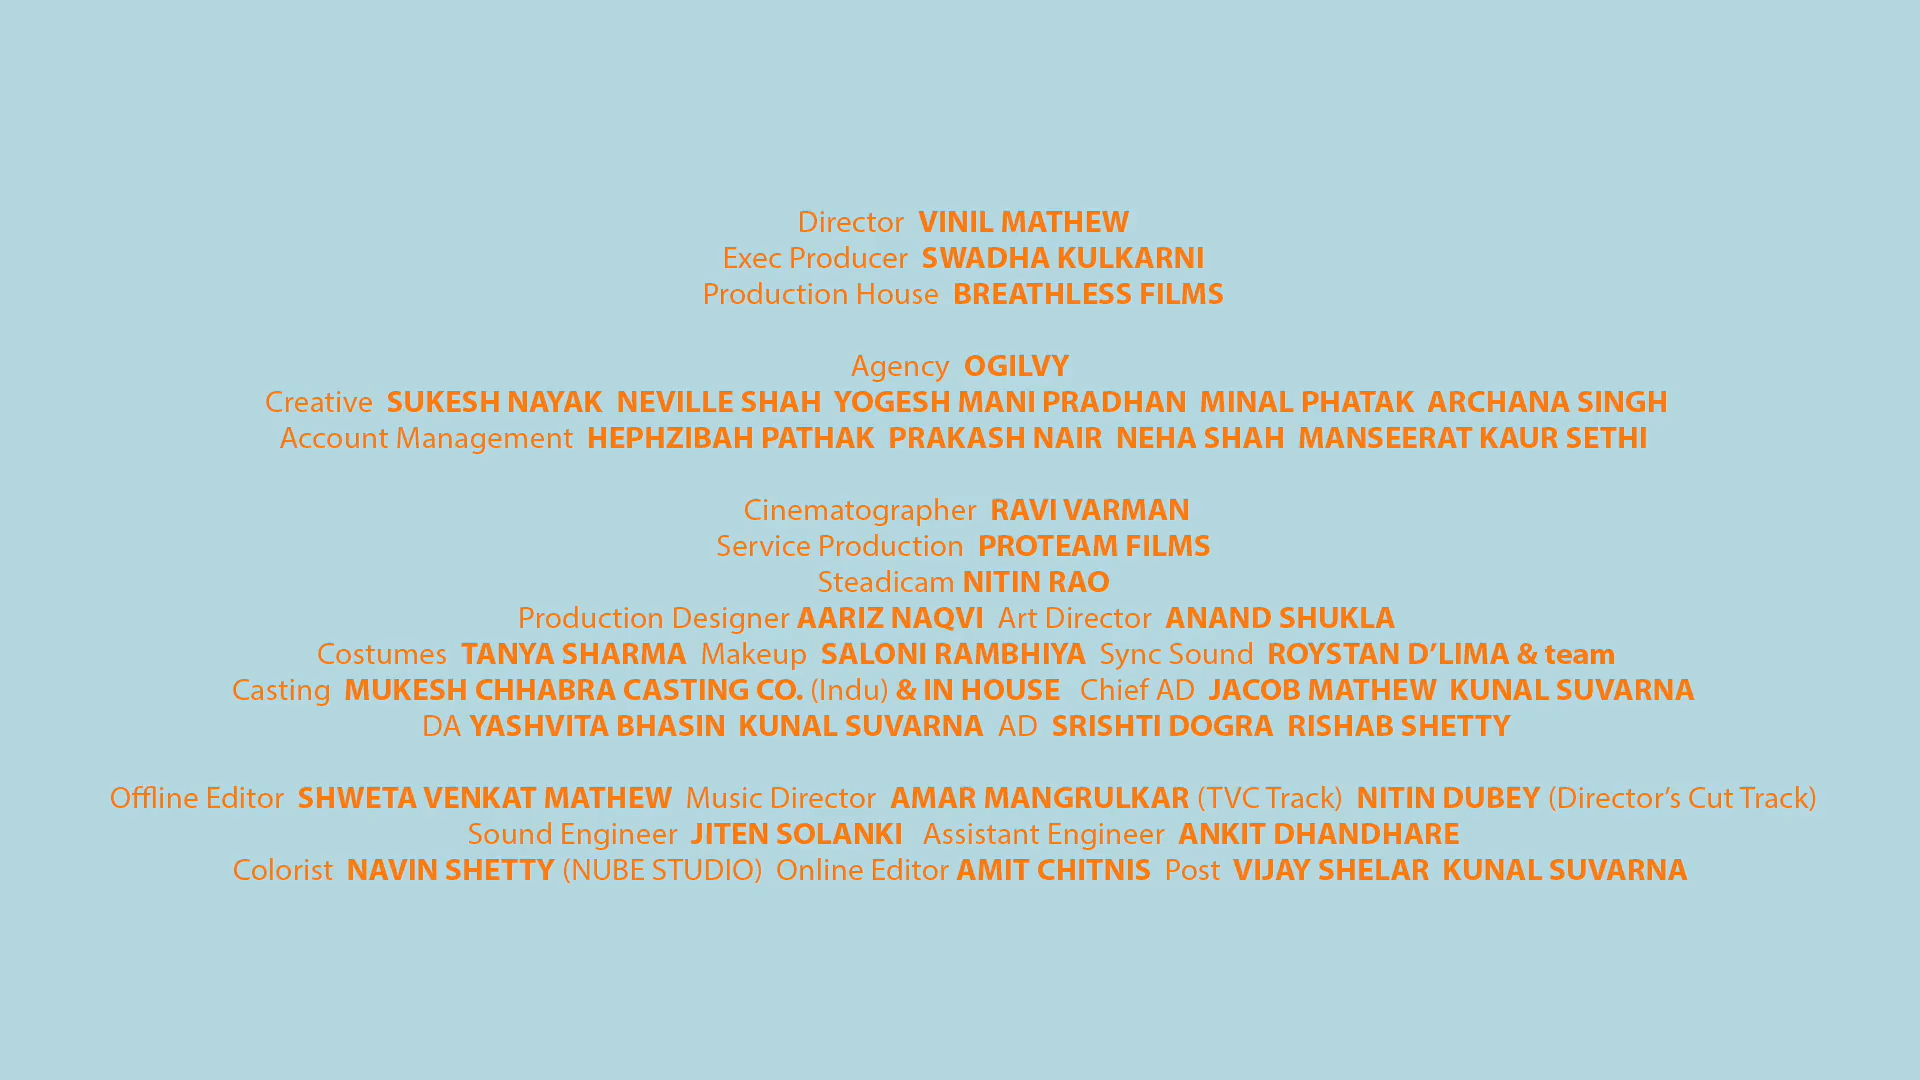 Director VINIL MATHEW
Exec Producer SWADHA KULKARNI
Production House BREATHLESS FILMS
Agency OGILVY
Creative SUKESH NAYAK NEVILLE SHAH YOGESH MANI PRADHAN MINAL PHATAK ARCHANA SINGH
Account Management HEPHZIBAH PATHAK PRAKASH NAIR NEHA SHAH MANSEERAT KAUR SETHI
Cinematographer RAVI VARMAN
Service Production PROTEAM FILMS
Steadicam NITIN RAO
Production Designer AARIZ NAQVI Art Director ANAND SHUKLA
Costumes TANYA SHARMA Makeup SALONI RAMBHIYA Sync Sound ROYSTAN D’LIMA & team
Casting MUKESH CHHABRA CASTING CO. (Indu) & IN HOUSE Chief AD JACOB MATHEW KUNAL SUVARNA
DA YASHVITA BHASIN KUNAL SUVARNA AD SRISHTI DOGRA RISHAB SHETTY
Offline Editor SHWETA VENKAT MATHEW Music Director AMAR MANGRULKAR (TVC Track) NITIN DUBEY (Director’s Cut Track)
Sound Engineer JITEN SOLANKI Assistant Engineer ANKIT DHANDHARE
Colorist NAVIN SHETTY (NUBE STUDIO) Online Editor AMIT CHITNIS Post VIJAY SHELAR KUNAL SUVARNA